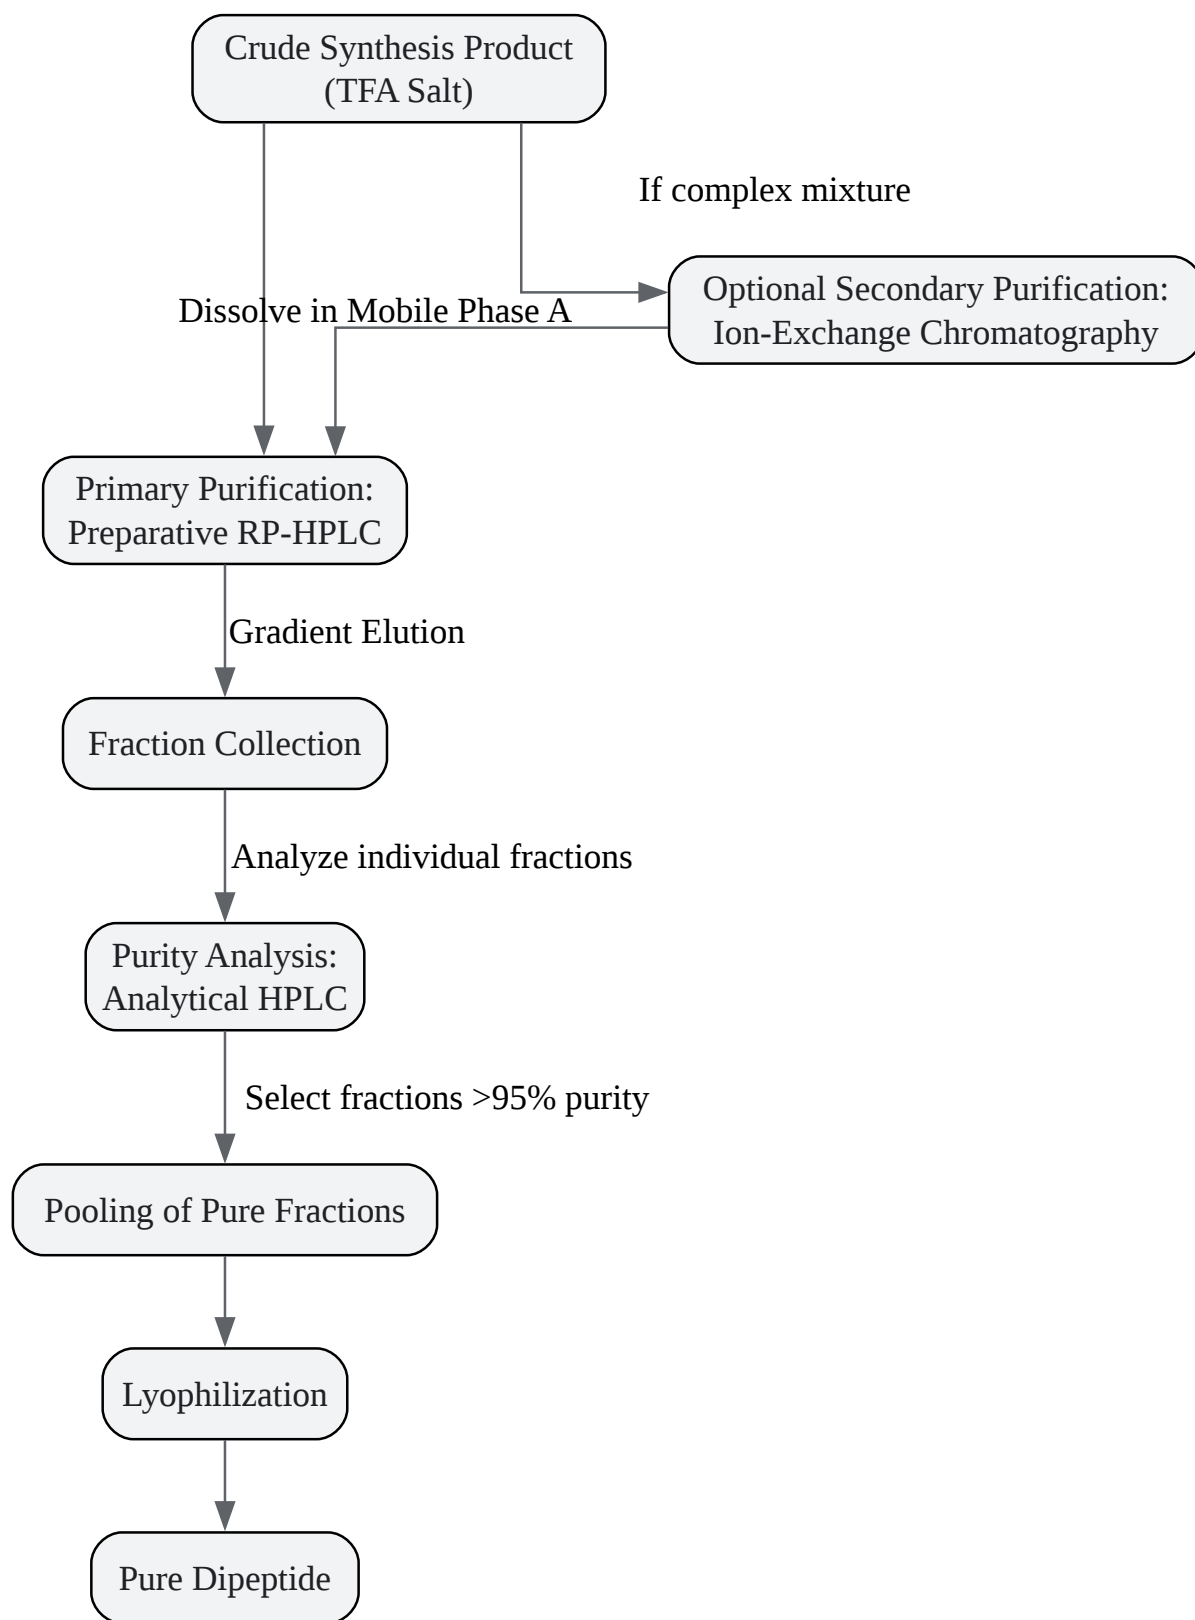 Crude Synthesis Product
(TFA Salt)
If complex mixture
Optional Secondary Purification:
Ion-Exchange Chromatography
Dissolve in Mobile Phase A
Primary Purification:
Preparative RP-HPLC
Gradient Elution
Fraction Collection
Analyze individual fractions
Purity Analysis:
Analytical HPLC
Select fractions >95% purity
Pooling of Pure Fractions
Lyophilization
Pure Dipeptide